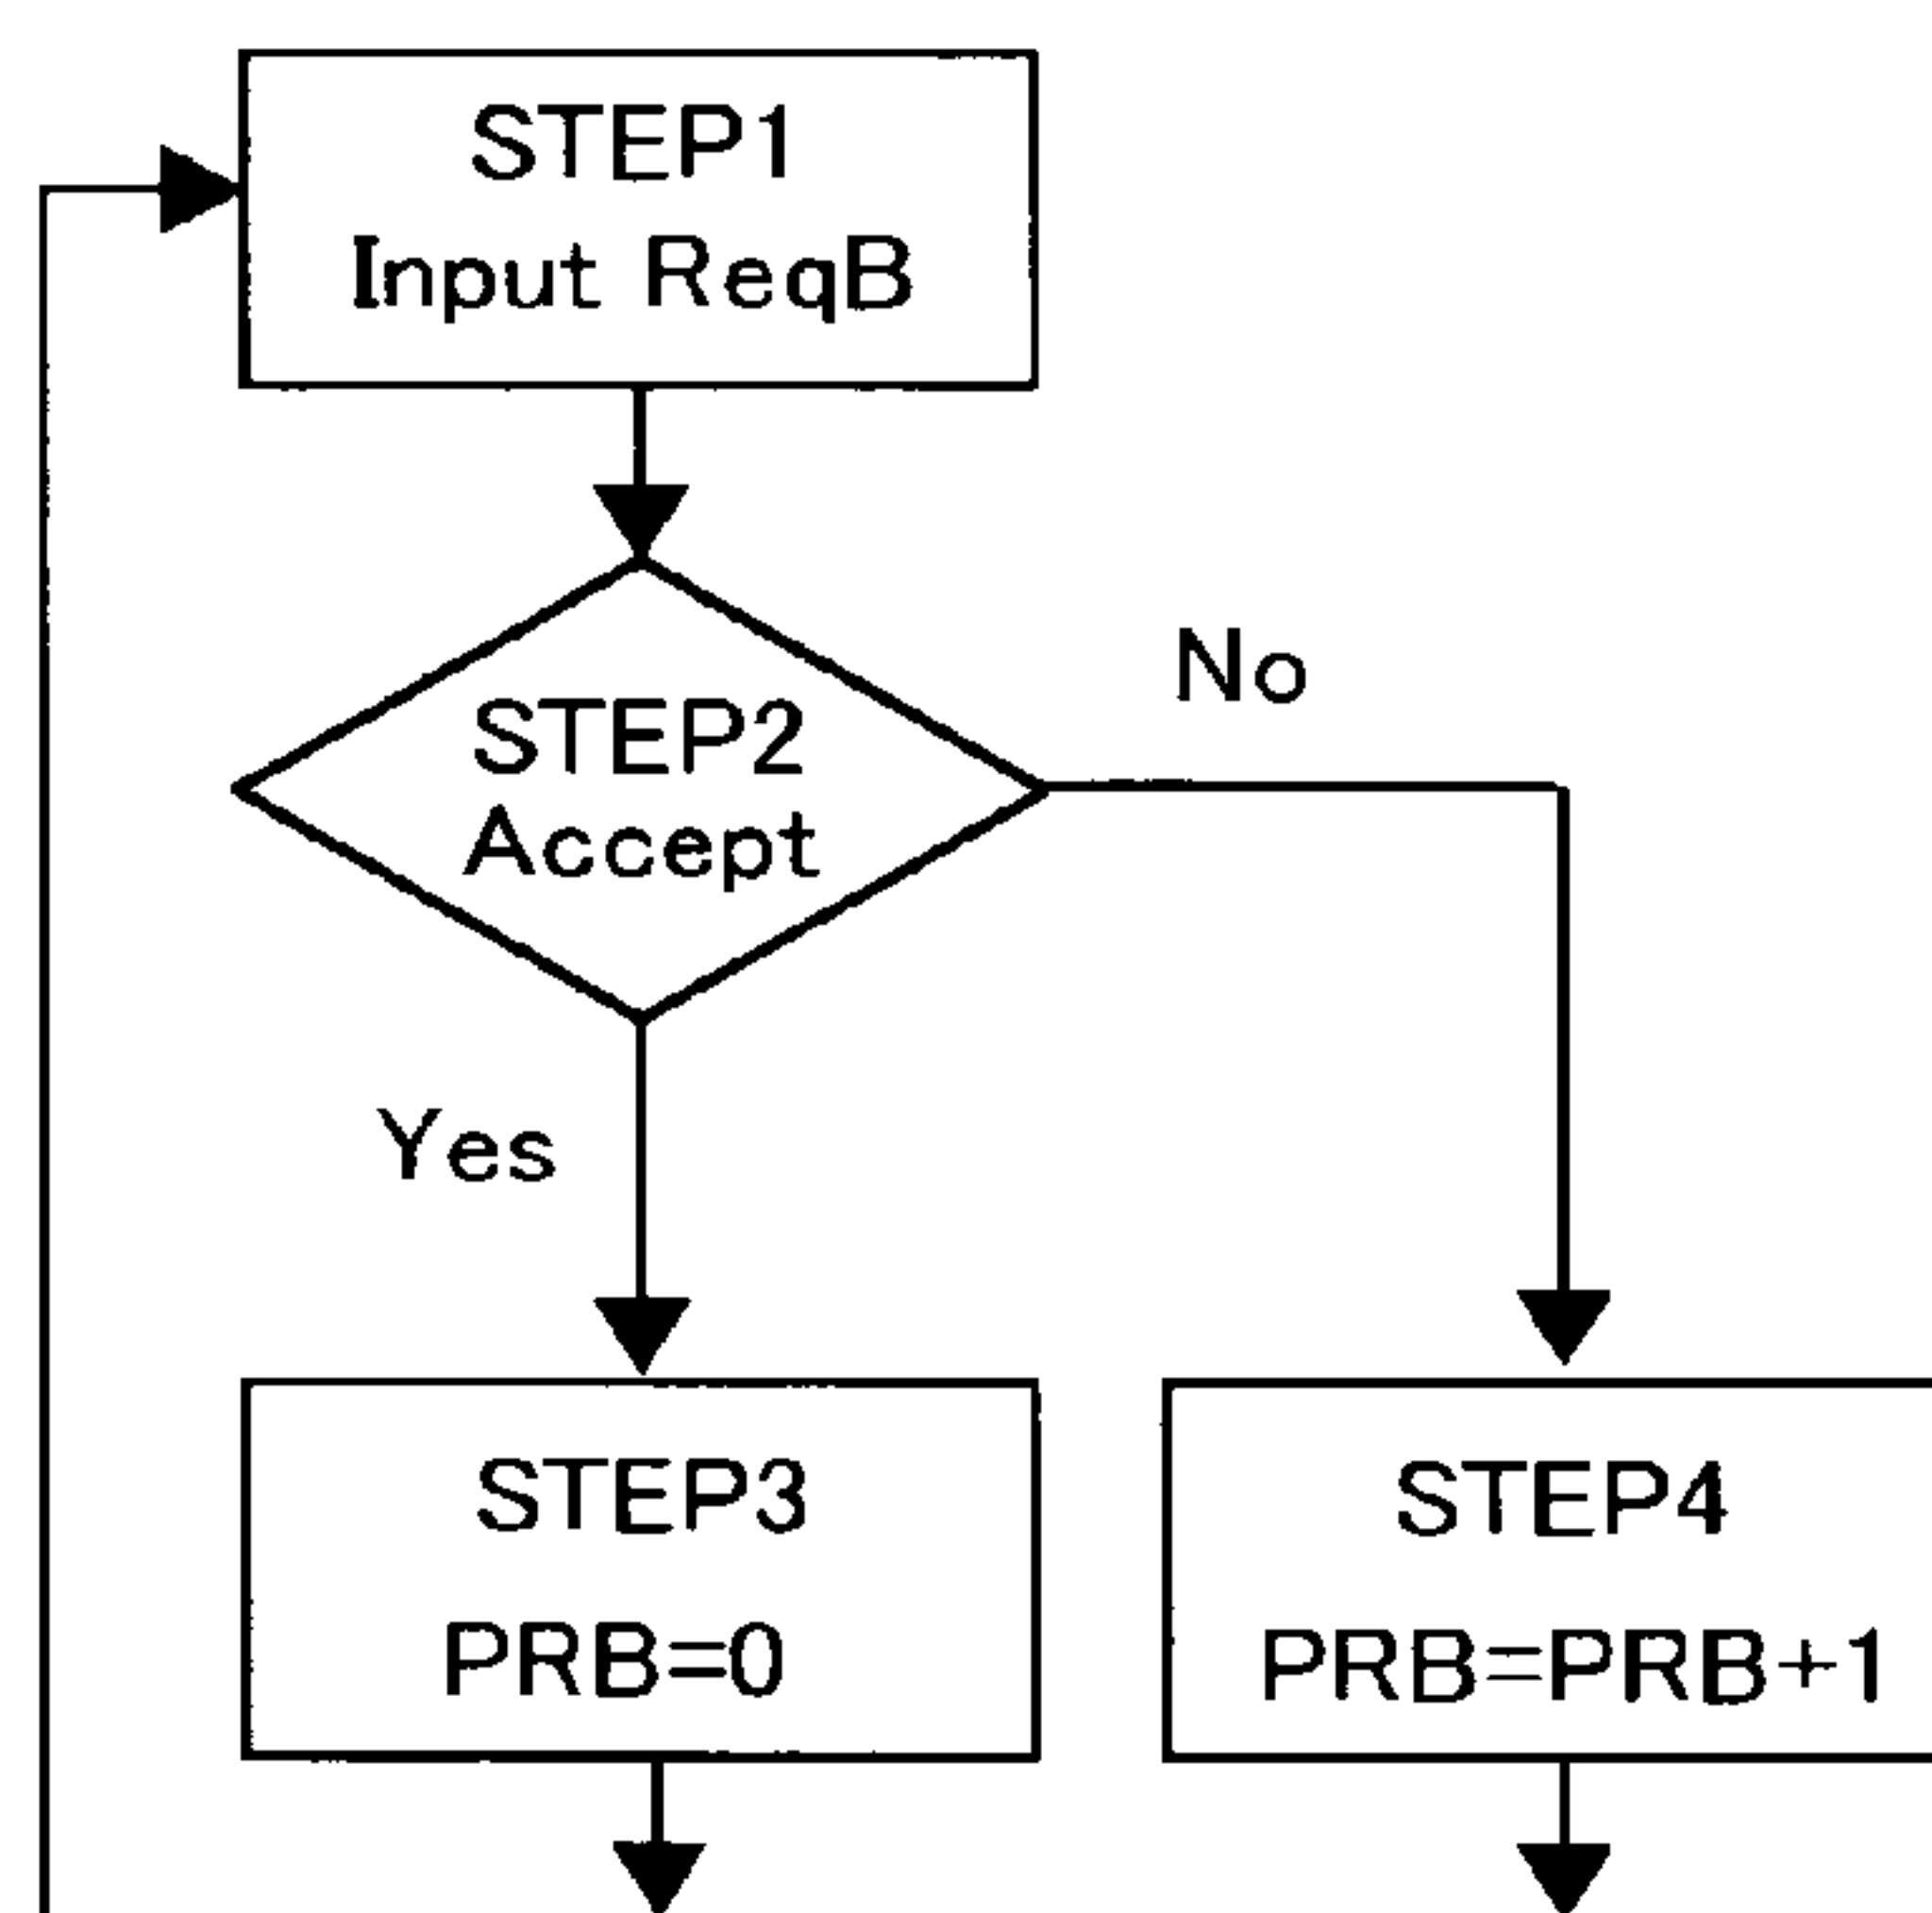 STEP1
Input ReqB
No
STEP2
Accept
Yes
STEP3
PRB=0
STEP4
PRB=PRB+1